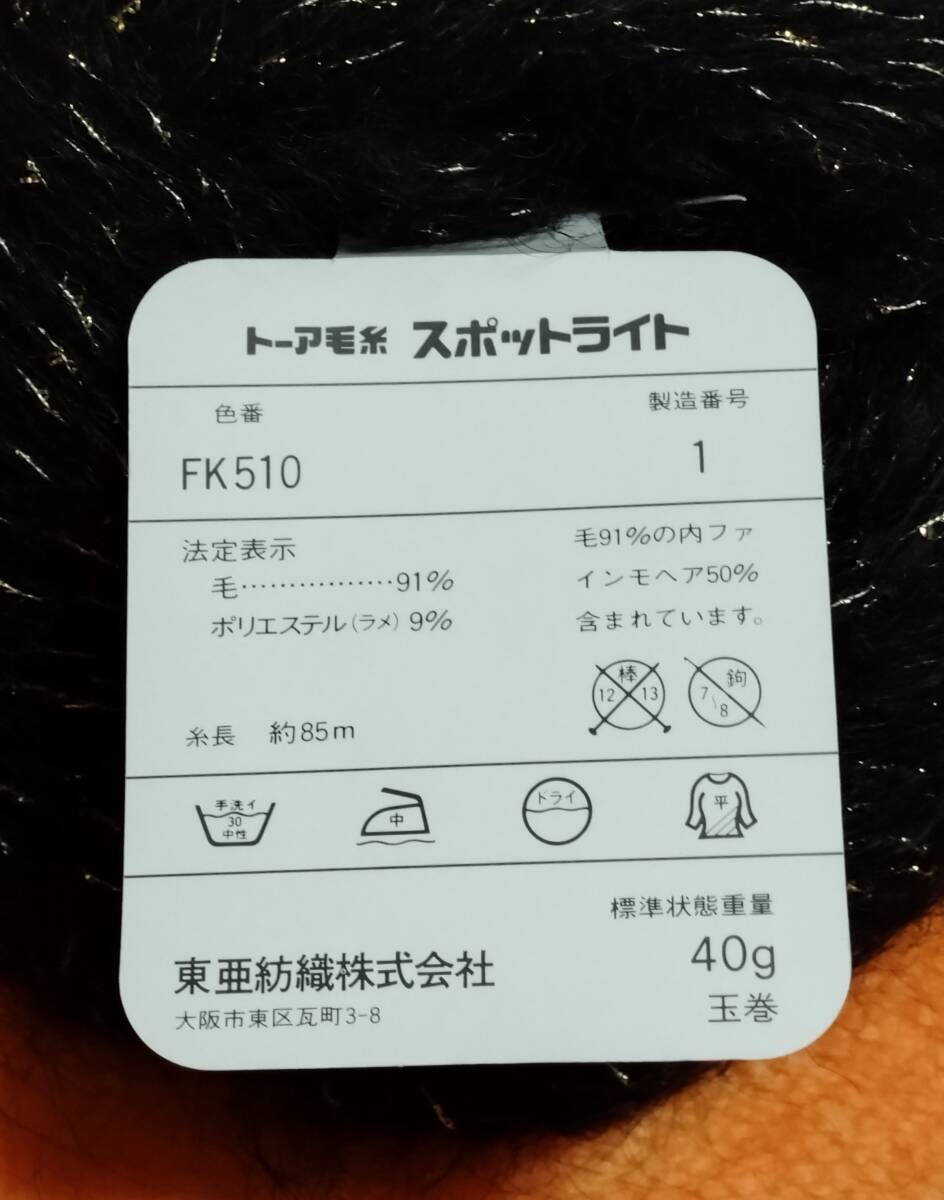 トーア毛糸 スポットライト
色番 製造番号
FK510 1
法定表示
毛………………91%
ポリエステル(ラメ) 9%
毛91%の内ファ
インモヘア50%
含まれています。
棒
12 13
鈎
7~8
糸長 約85m
手洗イ
30
中性
中
ドライ
平
標準状態重量
40g
玉巻
東亜紡織株式会社
大阪市東区瓦町3-8